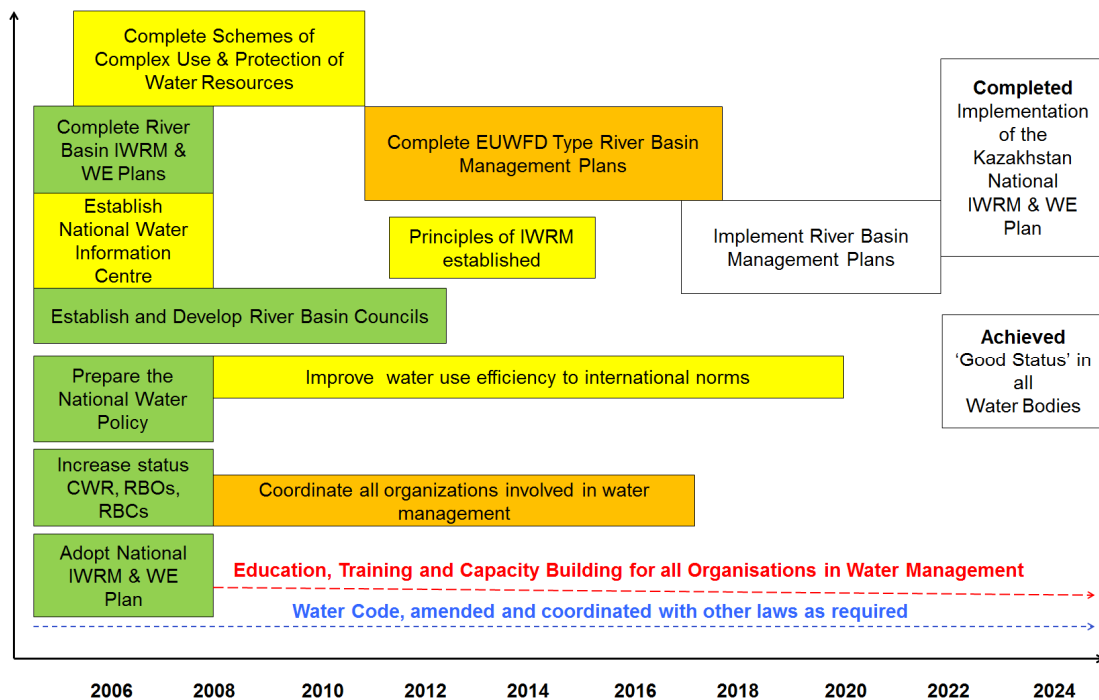 Complete Schemes of
Complex Use & Protection of
Water Resources
Complete River
Basin IWRM &
WE Plans
Complete EUWFD Type River Basin
Management Plans
Completed
Implementation
of the
Kazakhstan
National
IWRM & WE
Plan
Establish
National Water
Information
Centre
Principles of IWRM
established
Implement River Basin
Management Plans
Establish and Develop River Basin Councils
Achieved
‘Good Status’ in
all
Water Bodies
Prepare the
National Water
Policy
Improve water use efficiency to international norms
Increase status
CWR, RBOs,
RBCs
Coordinate all organizations involved in water
management
Adopt National
IWRM & WE
Plan
Education, Training and Capacity Building for all Organisations in Water Management
Water Code, amended and coordinated with other laws as required
2006 2008 2010 2012 2014 2016 2018 2020 2022 2024